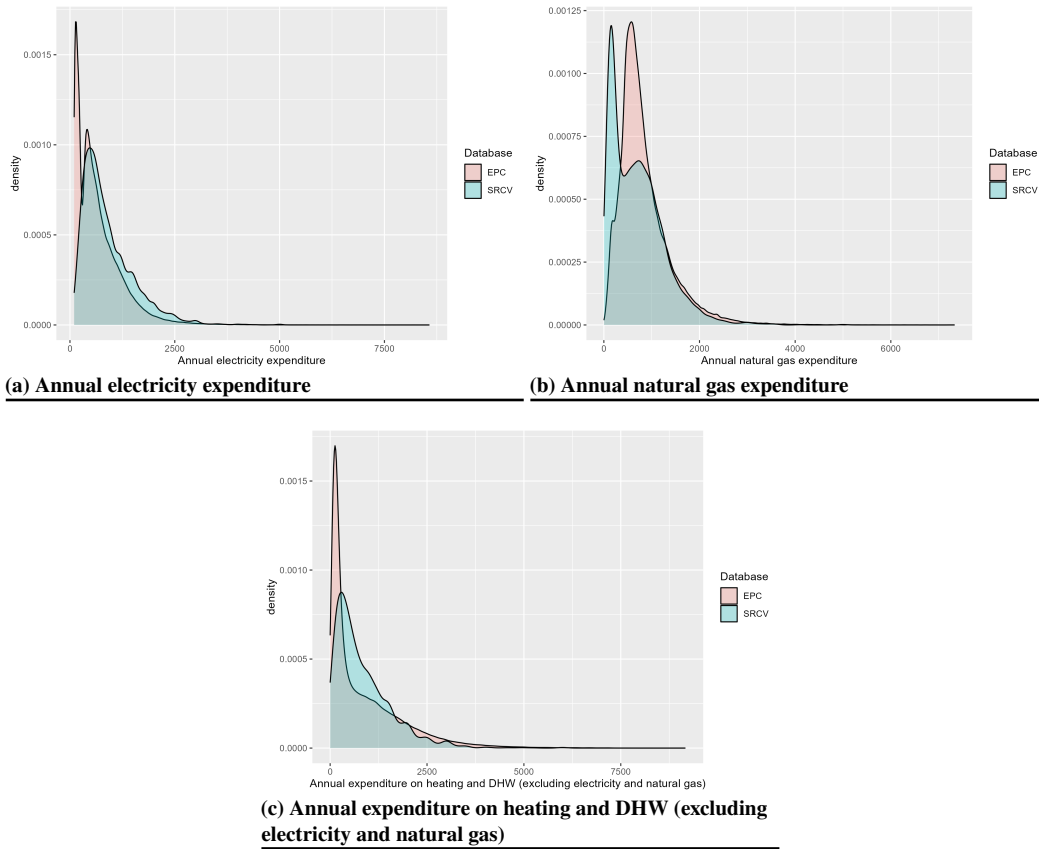 0.0015
0.0010
0.0005
0.0000
density
0
2500
5000
7500
Annual electricity expenditure
Database
EPC
SRCV
(a) Annual electricity expenditure
0.00125
0.00100
0.00075
0.00050
0.00025
0.00000
density
0
2000
4000
6000
Annual natural gas expenditure
Database
EPC
SRCV
(b) Annual natural gas expenditure
0.0015
0.0010
0.0005
0.0000
density
0
2500
5000
7500
Annual expenditure on heating and DHW (excluding electricity and natural gas)
Database
EPC
SRCV
(c) Annual expenditure on heating and DHW (excluding
electricity and natural gas)